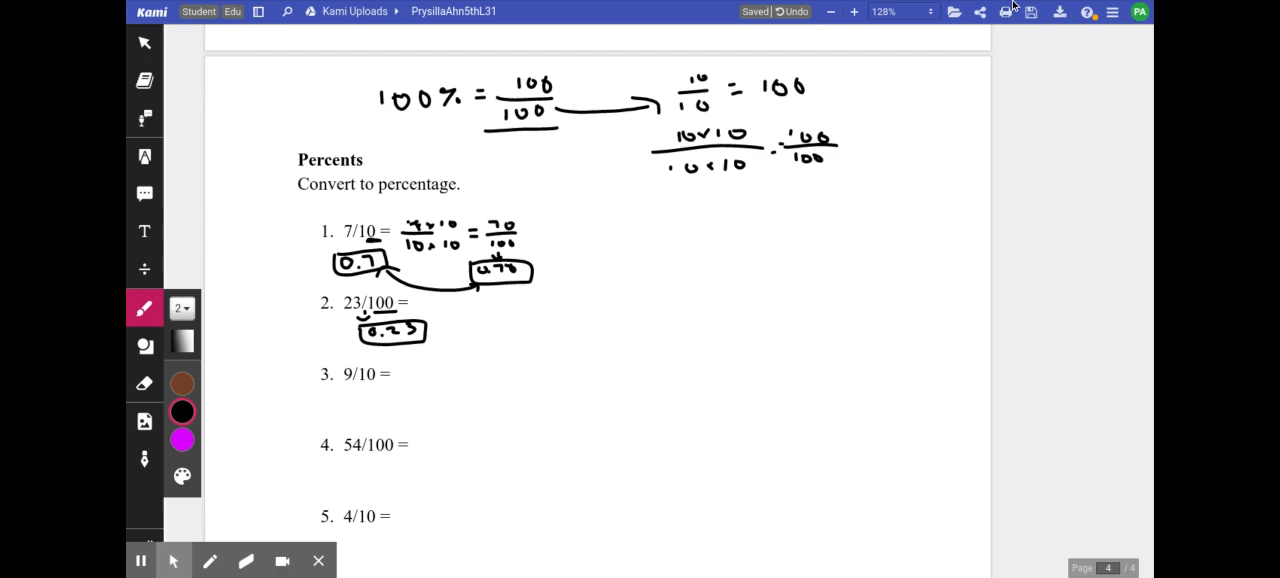 Kami Student Edu Kami Uploads PrysillaAhn5thL31 Saved Undo 128% PA
100% = 100/100 10/10 = 100
10×10/10×10 = 100/100
Percents
Convert to percentage.
1. 7/10 = 7×10/10×10 = 70/100
0.7 0.70
2. 23/100 =
0.23
3. 9/10 =
4. 54/100 =
5. 4/10 =
2
T
Page 4 / 4